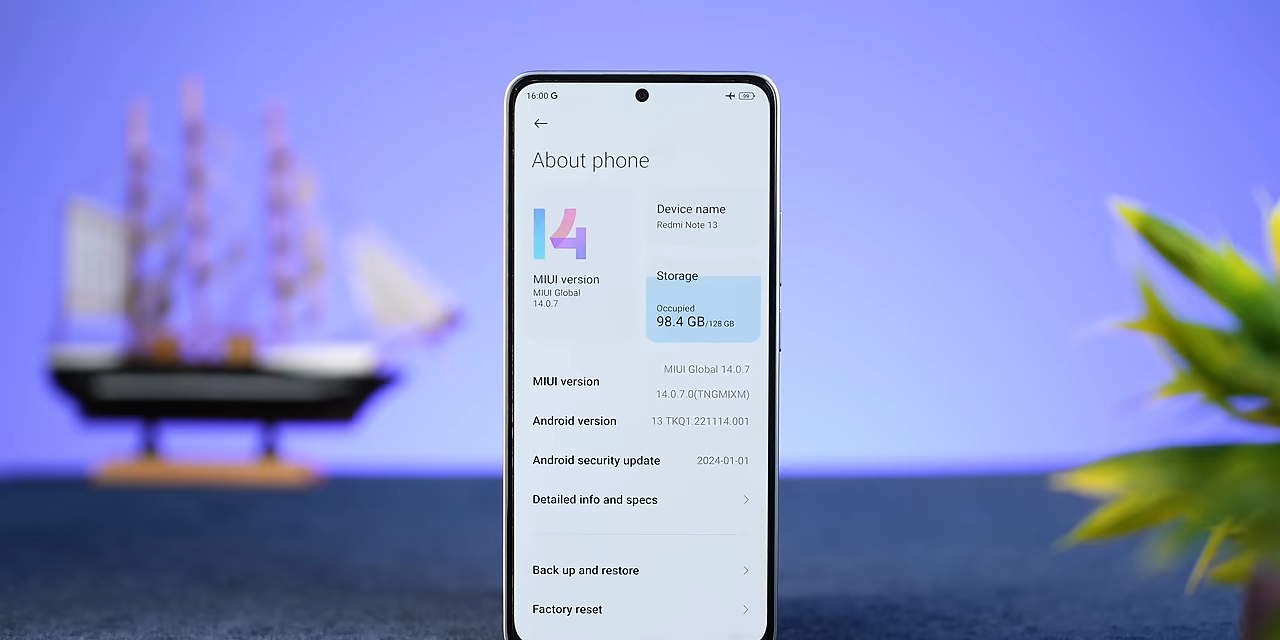 16:00 G
99
About phone
14
MIUI version
MIUI Global
14.0.7
Device name
Redmi Note 13
Storage
Occupied
98.4 GB/128 GB
MIUI version
MIUI Global 14.0.7
14.0.7.0(TNGMIXM)
Android version
13 TKQ1.221114.001
Android security update
2024-01-01
Detailed info and specs
Back up and restore
Factory reset